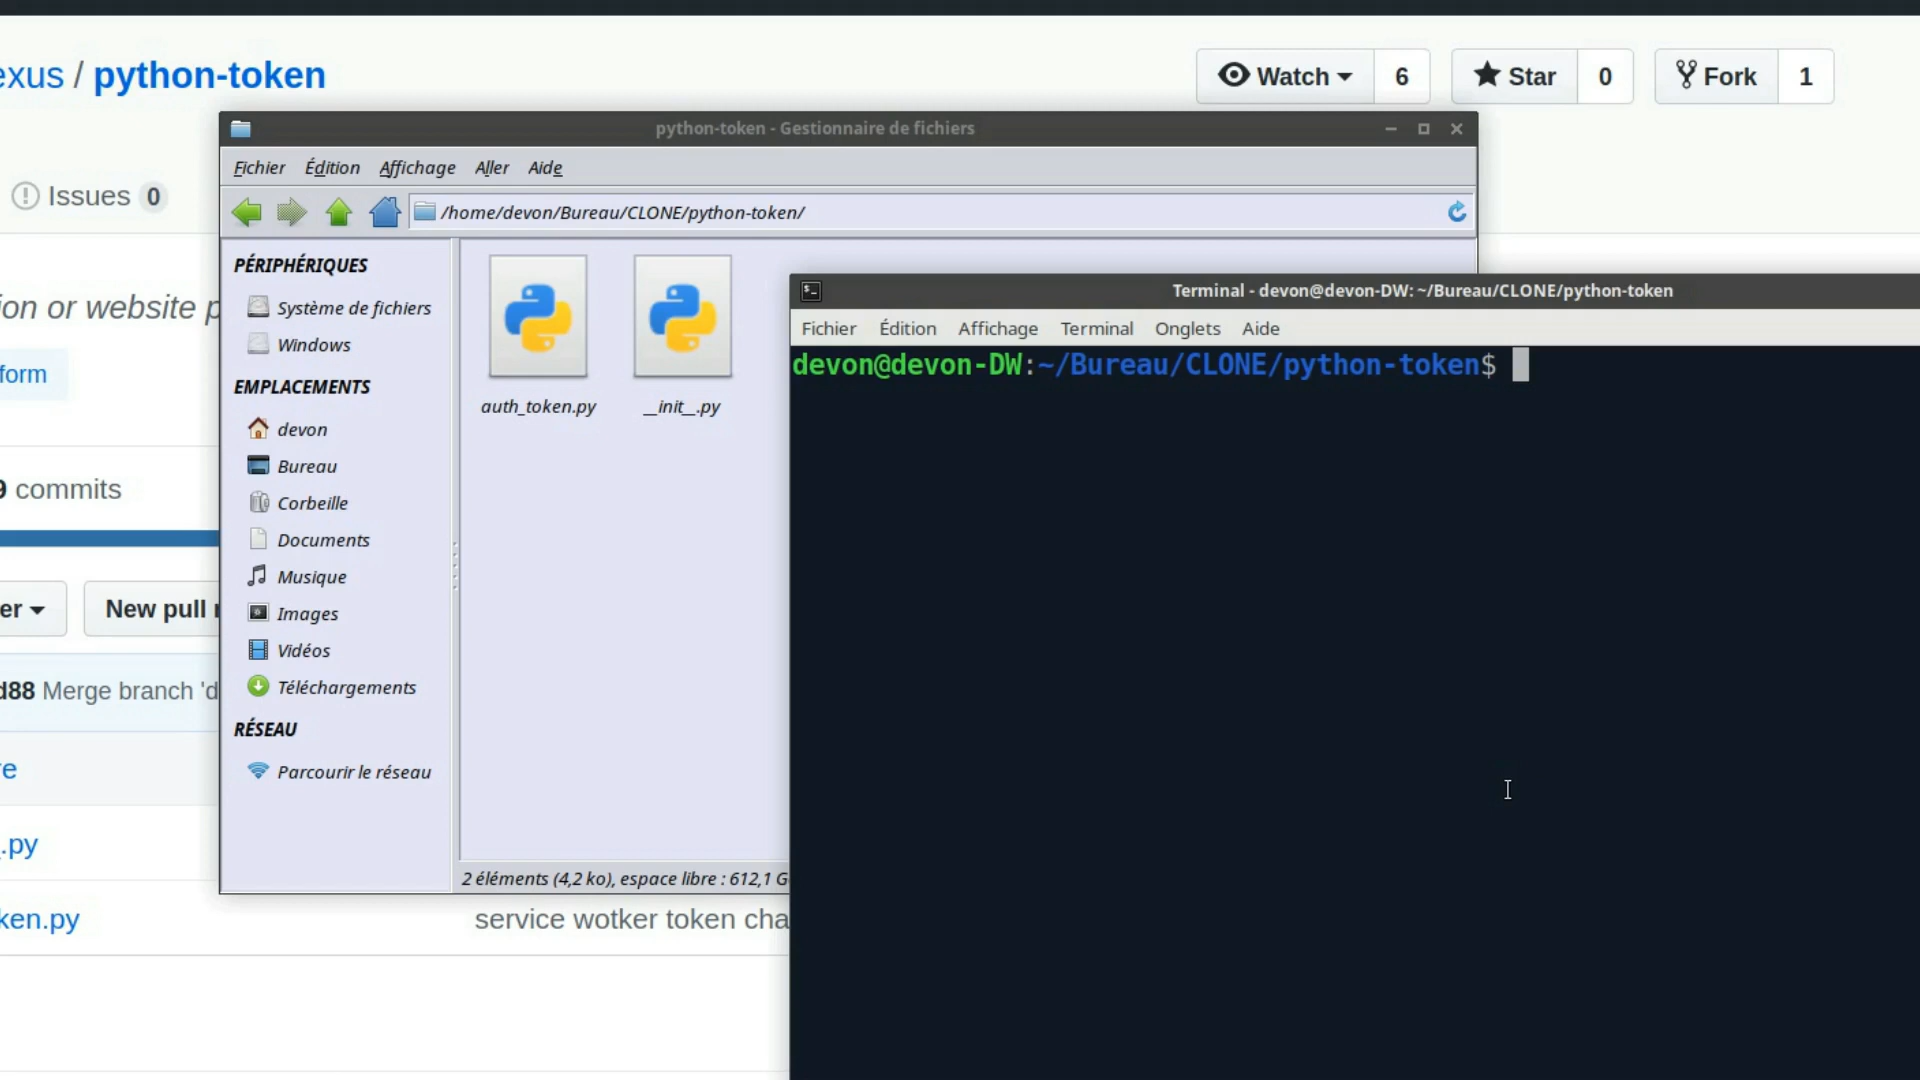 exus / python-token
Watch 6
Star 0
Fork 1
Issues 0
ion or website p
form
9 commits
er
New pull r
d88 Merge branch 'd
re
.py
ken.py
service wotker token cha
python-token - Gestionnaire de fichiers
Fichier Édition Affichage Aller Aide
/home/devon/Bureau/CLONE/python-token/
PÉRIPHÉRIQUES
Système de fichiers
Windows
EMPLACEMENTS
devon
Bureau
Corbeille
Documents
Musique
Images
Vidéos
Téléchargements
RÉSEAU
Parcourir le réseau
auth_token.py
__init__.py
2 éléments (4,2 ko), espace libre : 612,1 G
Terminal - devon@devon-DW: ~/Bureau/CLONE/python-token
Fichier Édition Affichage Terminal Onglets Aide
devon@devon-DW:~/Bureau/CLONE/python-token$